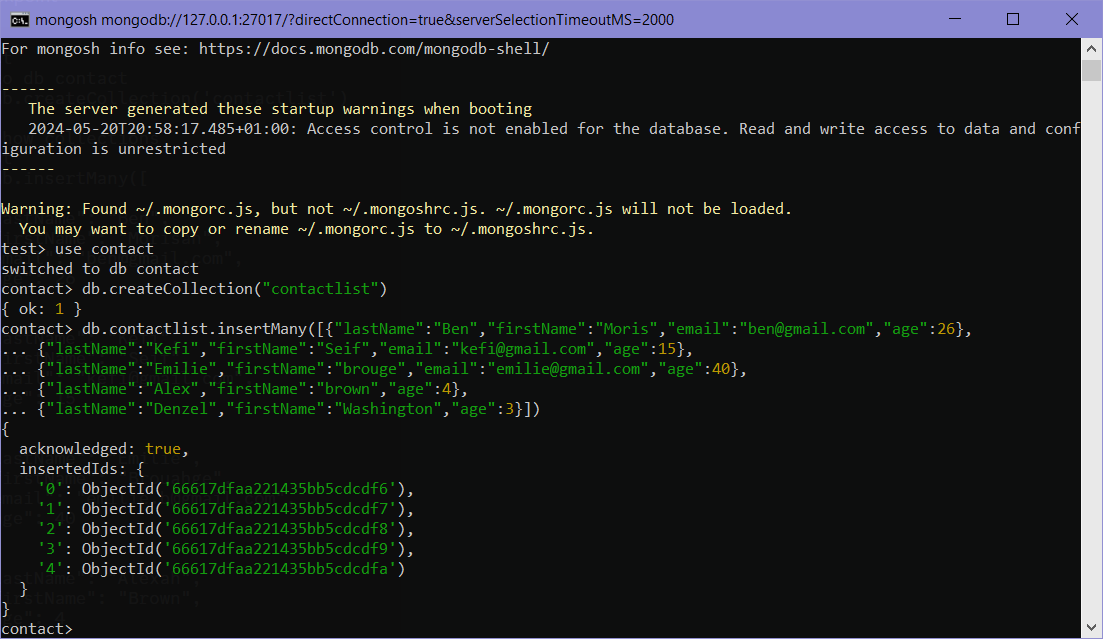 mongosh mongodb://127.0.0.1:27017/?directConnection=true&serverSelectionTimeoutMS=2000
For mongosh info see: https://docs.mongodb.com/mongodb-shell/
------
   The server generated these startup warnings when booting
   2024-05-20T20:58:17.485+01:00: Access control is not enabled for the database. Read and write access to data and conf
iguration is unrestricted
------
Warning: Found ~/.mongorc.js, but not ~/.mongoshrc.js. ~/.mongorc.js will not be loaded.
  You may want to copy or rename ~/.mongorc.js to ~/.mongoshrc.js.
test> use contact
switched to db contact
contact> db.createCollection("contactlist")
{ ok: 1 }
contact> db.contactlist.insertMany([{"lastName":"Ben","firstName":"Moris","email":"ben@gmail.com","age":26},
... {"lastName":"Kefi","firstName":"Seif","email":"kefi@gmail.com","age":15},
... {"lastName":"Emilie","firstName":"brouge","email":"emilie@gmail.com","age":40},
... {"lastName":"Alex","firstName":"brown","age":4},
... {"lastName":"Denzel","firstName":"Washington","age":3}])
{
  acknowledged: true,
  insertedIds: {
    '0': ObjectId('66617dfaa221435bb5cdcdf6'),
    '1': ObjectId('66617dfaa221435bb5cdcdf7'),
    '2': ObjectId('66617dfaa221435bb5cdcdf8'),
    '3': ObjectId('66617dfaa221435bb5cdcdf9'),
    '4': ObjectId('66617dfaa221435bb5cdcdfa')
  }
}
contact>